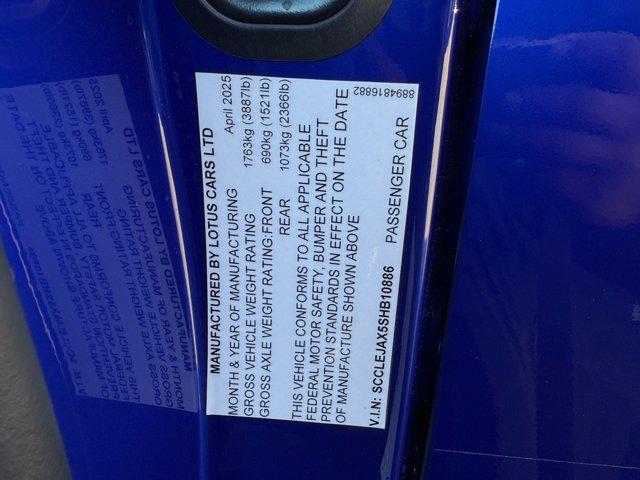 MANUFACTURED BY LOTUS CARS LTD
MONTH & YEAR OF MANUFACTURING April 2025
GROSS VEHICLE WEIGHT RATING 1763kg (3887lb)
GROSS AXLE WEIGHT RATING:FRONT 690kg (1521lb)
REAR 1073kg (2366lb)
THIS VEHICLE CONFORMS TO ALL APPLICABLE
FEDERAL MOTOR SAFETY, BUMPER AND THEFT
PREVENTION STANDARDS IN EFFECT ON THE DATE
OF MANUFACTURE SHOWN ABOVE
8894816882
V.I.N: SCCLEJAX5SHB10886 PASSENGER CAR